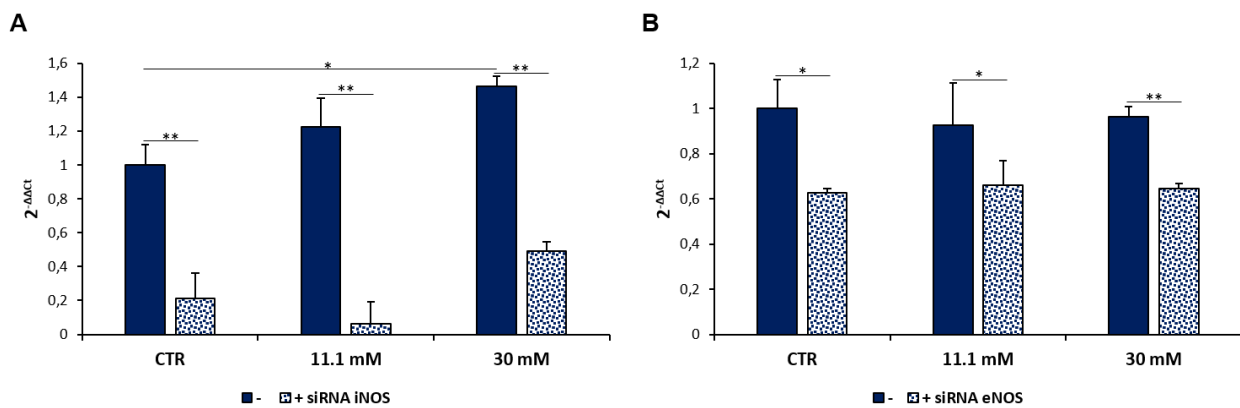 A
1,6
1,4
1,2
1
0,8
0,6
0,4
0,2
0
2-ΔΔCt
*
**
**
**
CTR
11.1 mM
30 mM
- + siRNA iNOS
B
1,2
1
0,8
0,6
0,4
0,2
0
2-ΔΔCt
*
*
**
CTR
11.1 mM
30 mM
- + siRNA eNOS